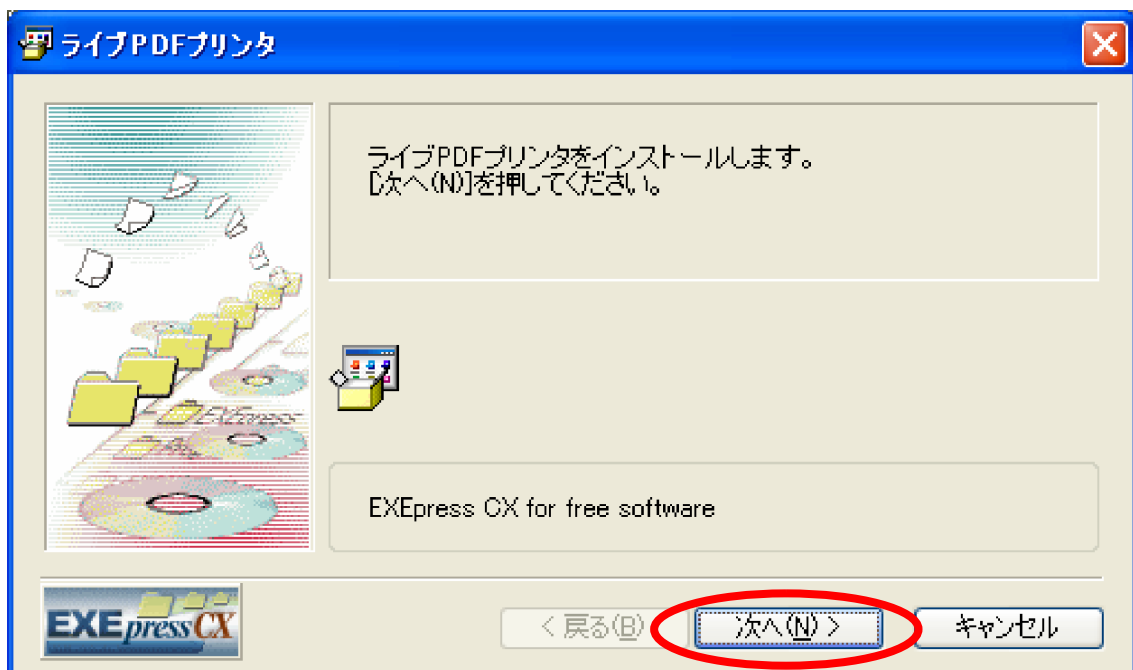 ライブPDFプリンタ
ライブPDFプリンタをインストールします。
[次へ(N)]を押してください。
EXEpress
EXEpress CX for free software
EXEpressCX
< 戻る(B)
次へ(N) >
キャンセル